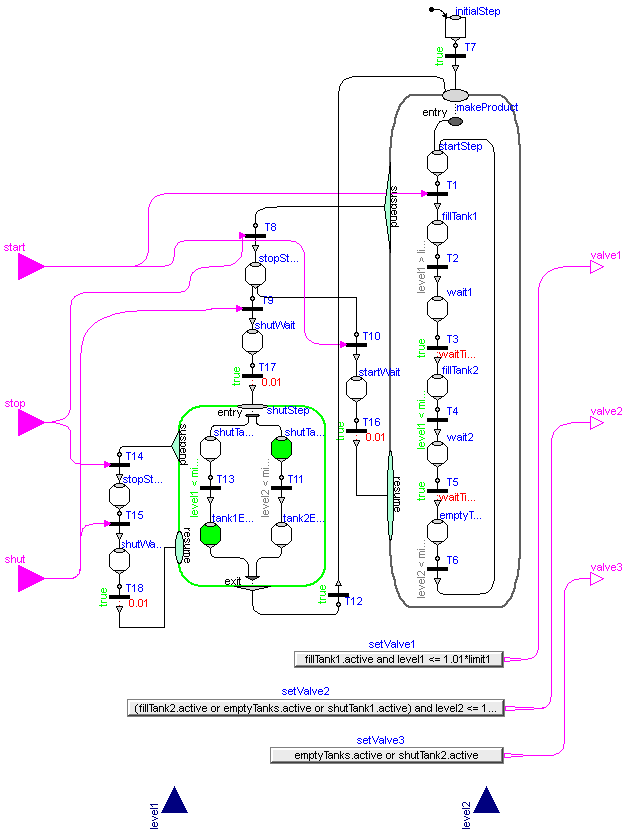 initialStep
T7
true
makeProduct
entry
startStep
T1
suspend
fillTank1
start
T8
T2
level1 > li...
valve1
stopSt...
wait1
T9
shutWait
T10
T3
true
waitTi...
T17
true
0.01
startWait
fillTank2
T4
level1 < mi...
stop
entry
shutStep
valve2
T16
true
0.01
shutTa...
shutTa...
suspend
wait2
T14
T13
level1 < mi...
T11
level2 < mi...
T5
true
waitTi...
stopSt...
resume
T15
tank1E...
tank2E...
emptyT...
shutWa...
resume
shut
T6
level2 < mi...
valve3
exit
T18
true
0.01
T12
true
setValve1
fillTank1.active and level1 <= 1.01*limit1
setValve2
(fillTank2.active or emptyTanks.active or shutTank1.active) and level2 <= 1...
setValve3
emptyTanks.active or shutTank2.active
level1
level2